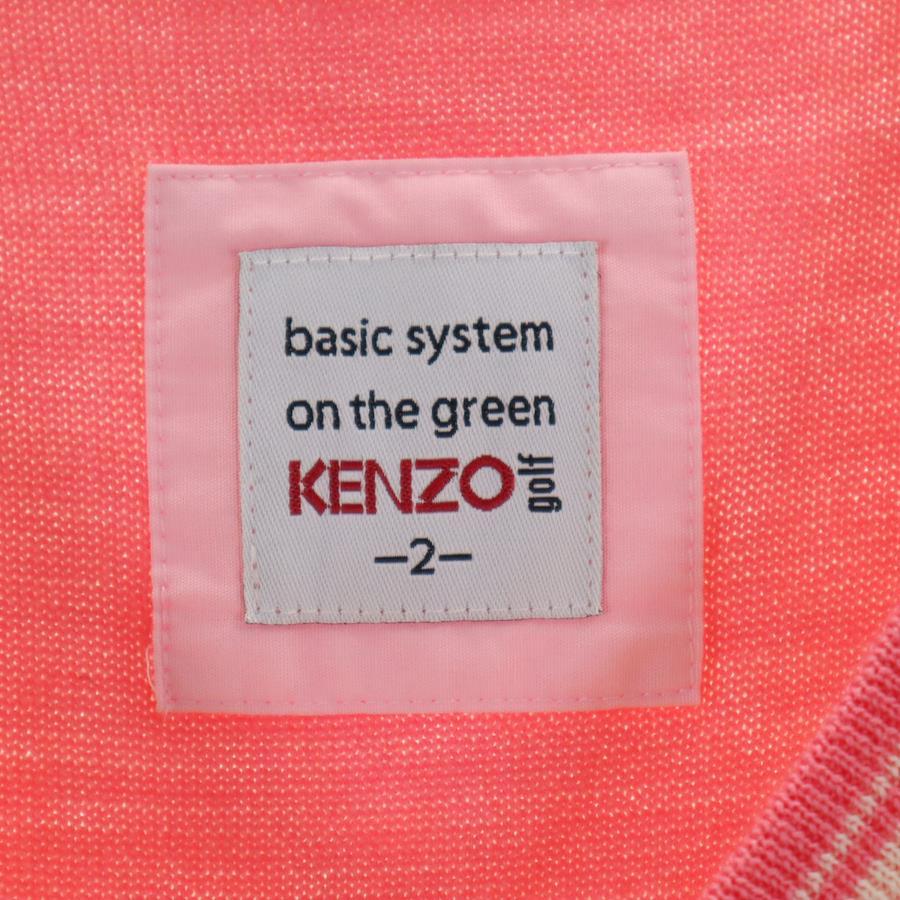 basic system
on the green
KENZO golf
–2–